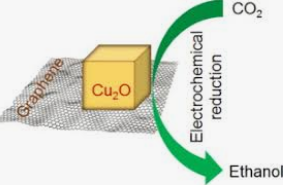 CO₂
Graphene
Cu₂O
Electrochemical
reduction
Ethanol